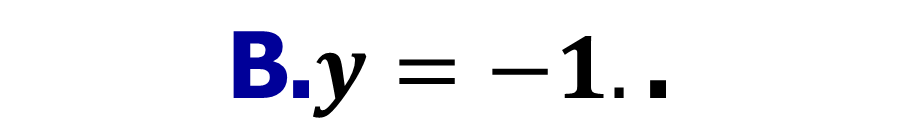 B. y = −1. .